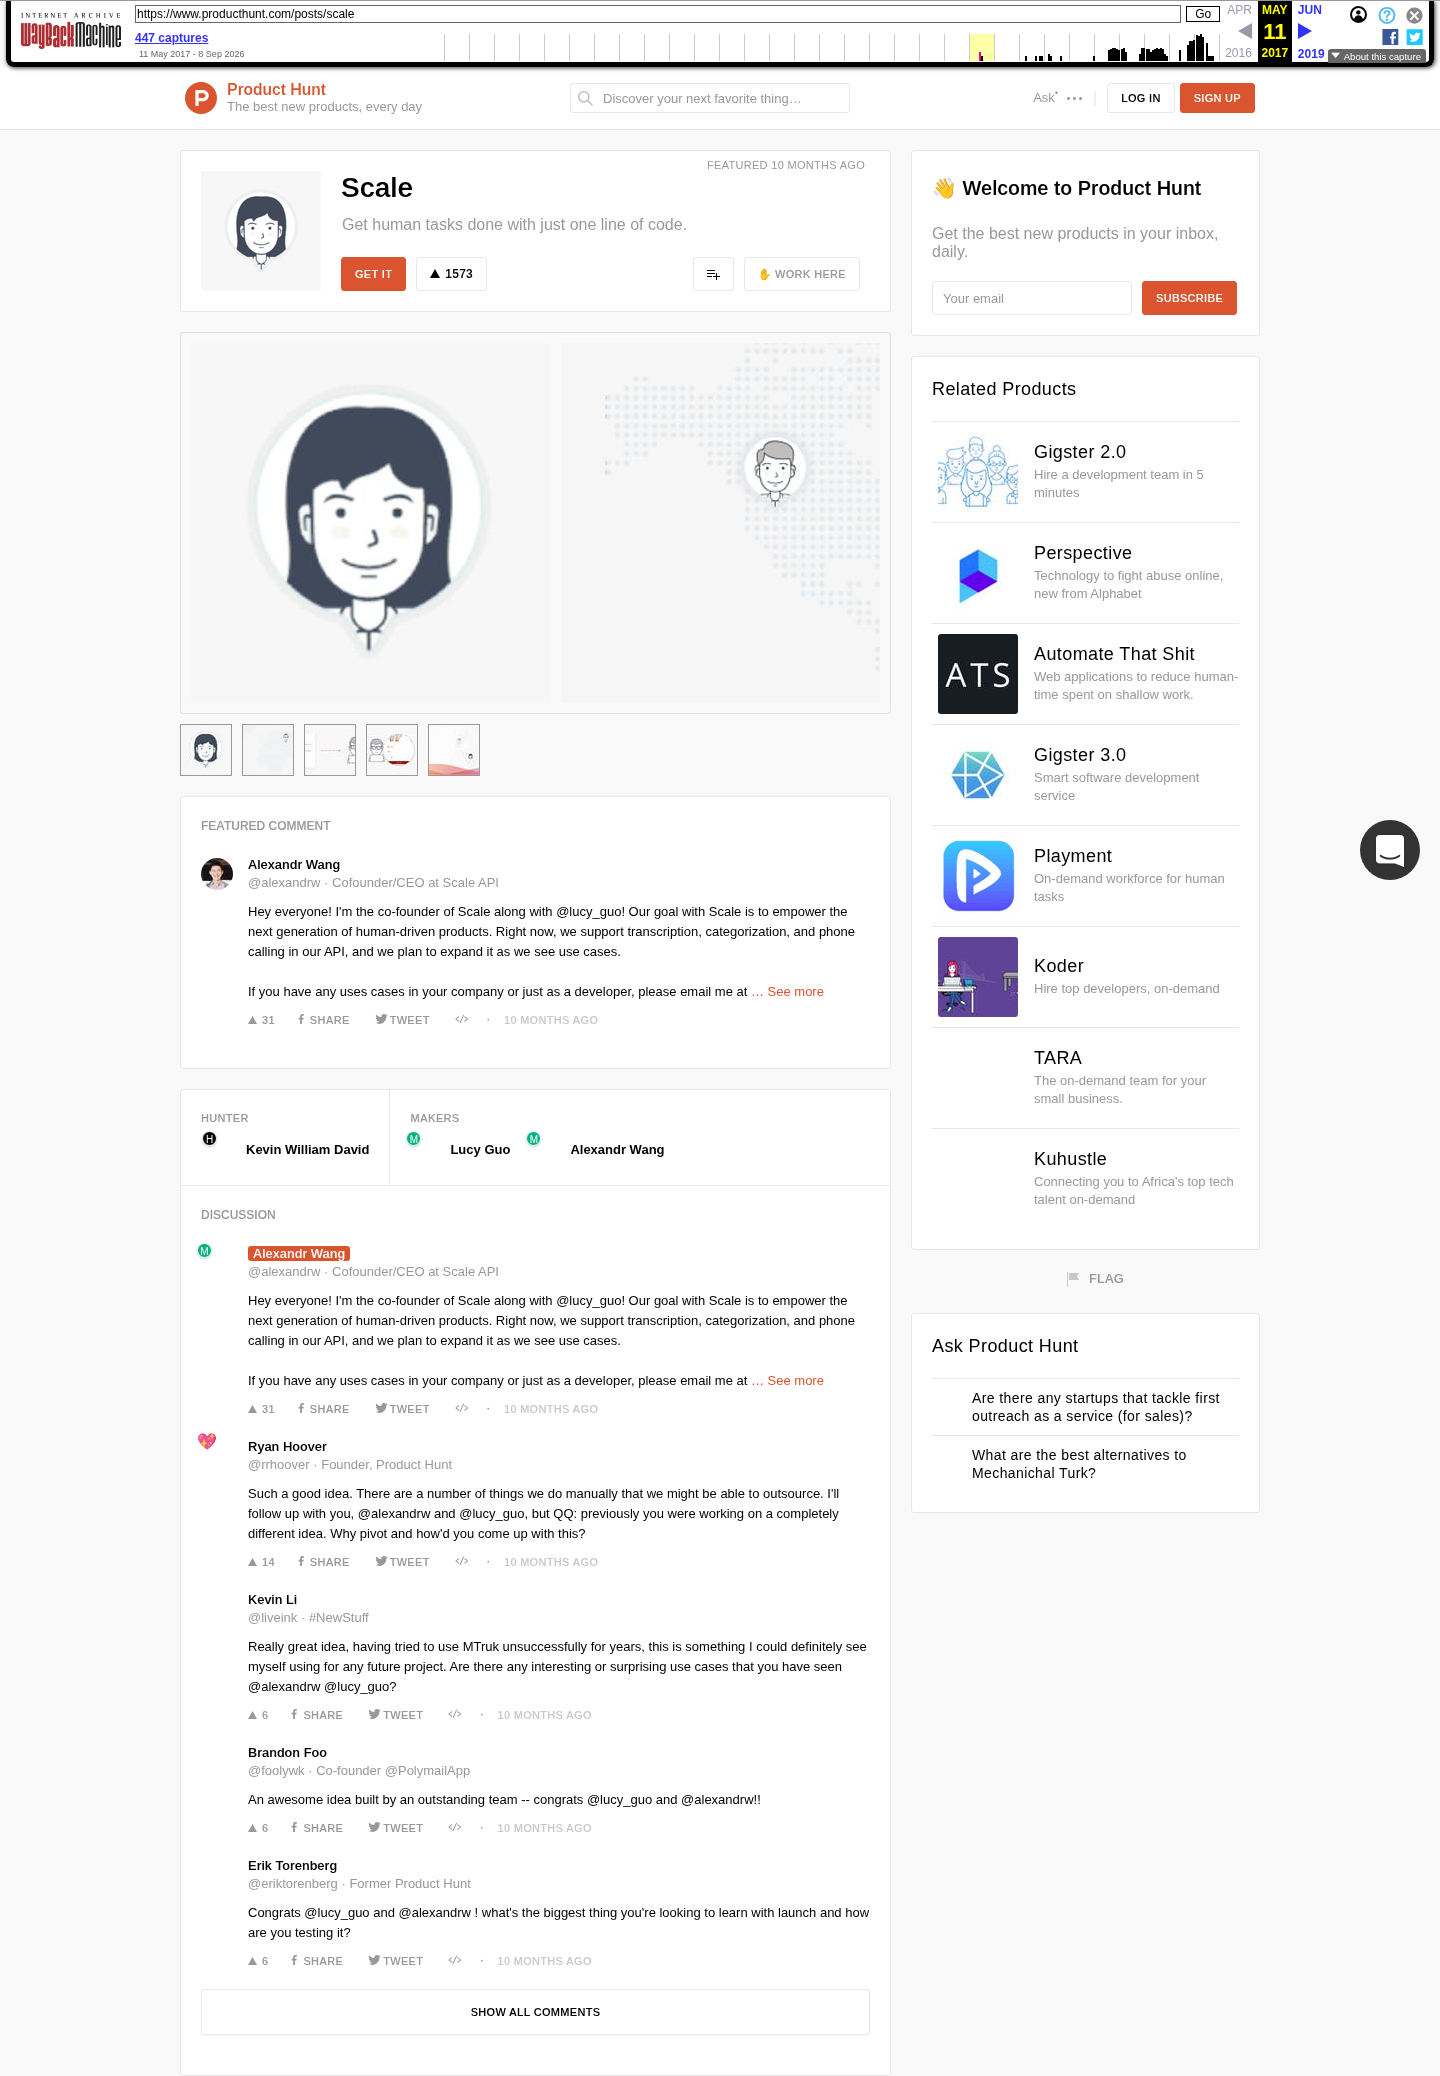 INTERNET ARCHIVE
WayBackMachine
https://www.producthunt.com/posts/scale
Go
APR
MAY
JUN
447 captures
11
11 May 2017 - 8 Sep 2026
2016
2017
2019
About this capture
Product Hunt
The best new products, every day
Discover your next favorite thing…
Ask
LOG IN
SIGN UP
FEATURED 10 MONTHS AGO
Scale
Get human tasks done with just one line of code.
GET IT
1573
WORK HERE
👋 Welcome to Product Hunt
Get the best new products in your inbox,
daily.
Your email
SUBSCRIBE
FEATURED COMMENT
Alexandr Wang
@alexandrw · Cofounder/CEO at Scale API
Hey everyone! I'm the co-founder of Scale along with @lucy_guo! Our goal with Scale is to empower the
next generation of human-driven products. Right now, we support transcription, categorization, and phone
calling in our API, and we plan to expand it as we see use cases.
If you have any uses cases in your company or just as a developer, please email me at … See more
31 SHARE TWEET · 10 MONTHS AGO
HUNTER
H Kevin William David
MAKERS
M Lucy Guo
M Alexandr Wang
DISCUSSION
M Alexandr Wang
@alexandrw · Cofounder/CEO at Scale API
Hey everyone! I'm the co-founder of Scale along with @lucy_guo! Our goal with Scale is to empower the
next generation of human-driven products. Right now, we support transcription, categorization, and phone
calling in our API, and we plan to expand it as we see use cases.
If you have any uses cases in your company or just as a developer, please email me at … See more
31 SHARE TWEET · 10 MONTHS AGO
Ryan Hoover
@rrhoover · Founder, Product Hunt
Such a good idea. There are a number of things we do manually that we might be able to outsource. I'll
follow up with you, @alexandrw and @lucy_guo, but QQ: previously you were working on a completely
different idea. Why pivot and how'd you come up with this?
14 SHARE TWEET · 10 MONTHS AGO
Kevin Li
@liveink · #NewStuff
Really great idea, having tried to use MTruk unsuccessfully for years, this is something I could definitely see
myself using for any future project. Are there any interesting or surprising use cases that you have seen
@alexandrw @lucy_guo?
6 SHARE TWEET · 10 MONTHS AGO
Brandon Foo
@foolywk · Co-founder @PolymailApp
An awesome idea built by an outstanding team -- congrats @lucy_guo and @alexandrw!!
6 SHARE TWEET · 10 MONTHS AGO
Erik Torenberg
@eriktorenberg · Former Product Hunt
Congrats @lucy_guo and @alexandrw ! what's the biggest thing you're looking to learn with launch and how
are you testing it?
6 SHARE TWEET · 10 MONTHS AGO
SHOW ALL COMMENTS
Related Products
Gigster 2.0
Hire a development team in 5
minutes
Perspective
Technology to fight abuse online,
new from Alphabet
ATS
Automate That Shit
Web applications to reduce human-
time spent on shallow work.
Gigster 3.0
Smart software development
service
Playment
On-demand workforce for human
tasks
Koder
Hire top developers, on-demand
TARA
The on-demand team for your
small business.
Kuhustle
Connecting you to Africa's top tech
talent on-demand
FLAG
Ask Product Hunt
Are there any startups that tackle first
outreach as a service (for sales)?
What are the best alternatives to
Mechanichal Turk?